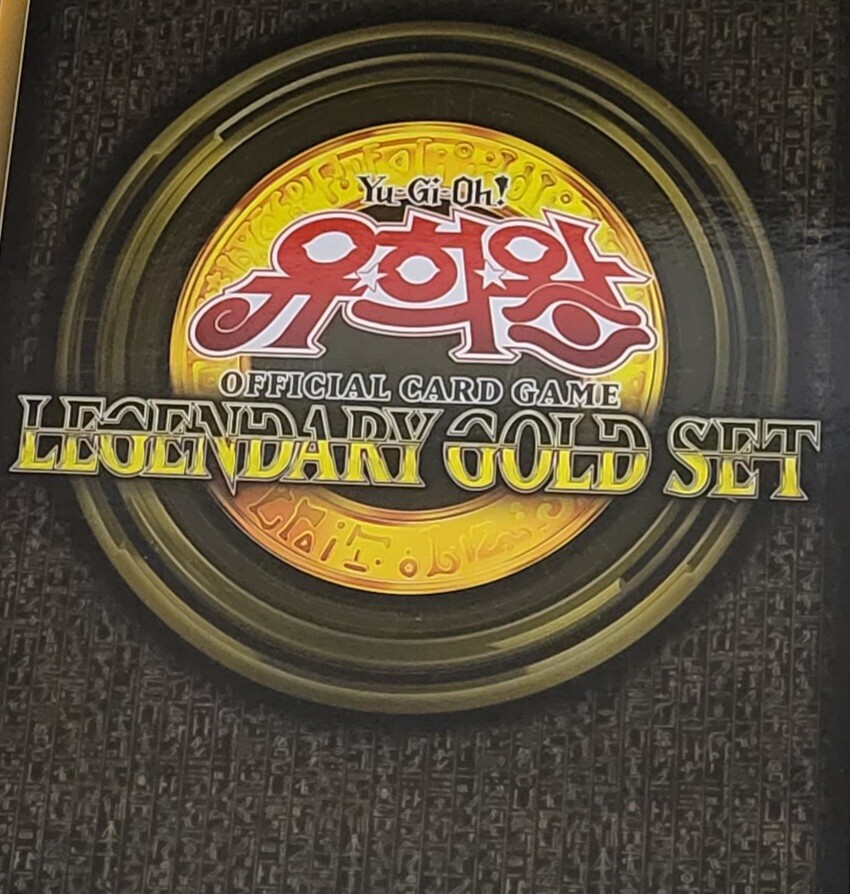 Yu-Gi-Oh!
유희왕
OFFICIAL CARD GAME
LEGENDARY GOLD SET